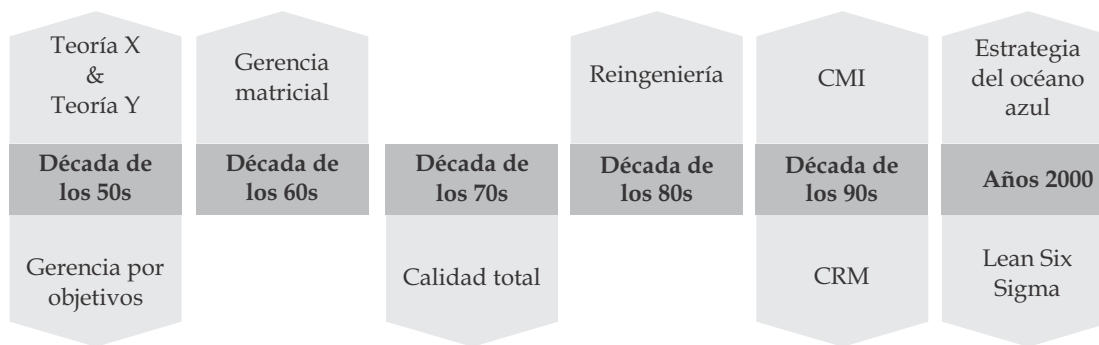 Teoría X
&
Teoría Y
Gerencia
matricial
Reingeniería
CMI
Estrategia
del océano
azul
Década de
los 50s
Década de
los 60s
Década de
los 70s
Década de
los 80s
Década de
los 90s
Años 2000
Gerencia por
objetivos
Calidad total
CRM
Lean Six
Sigma